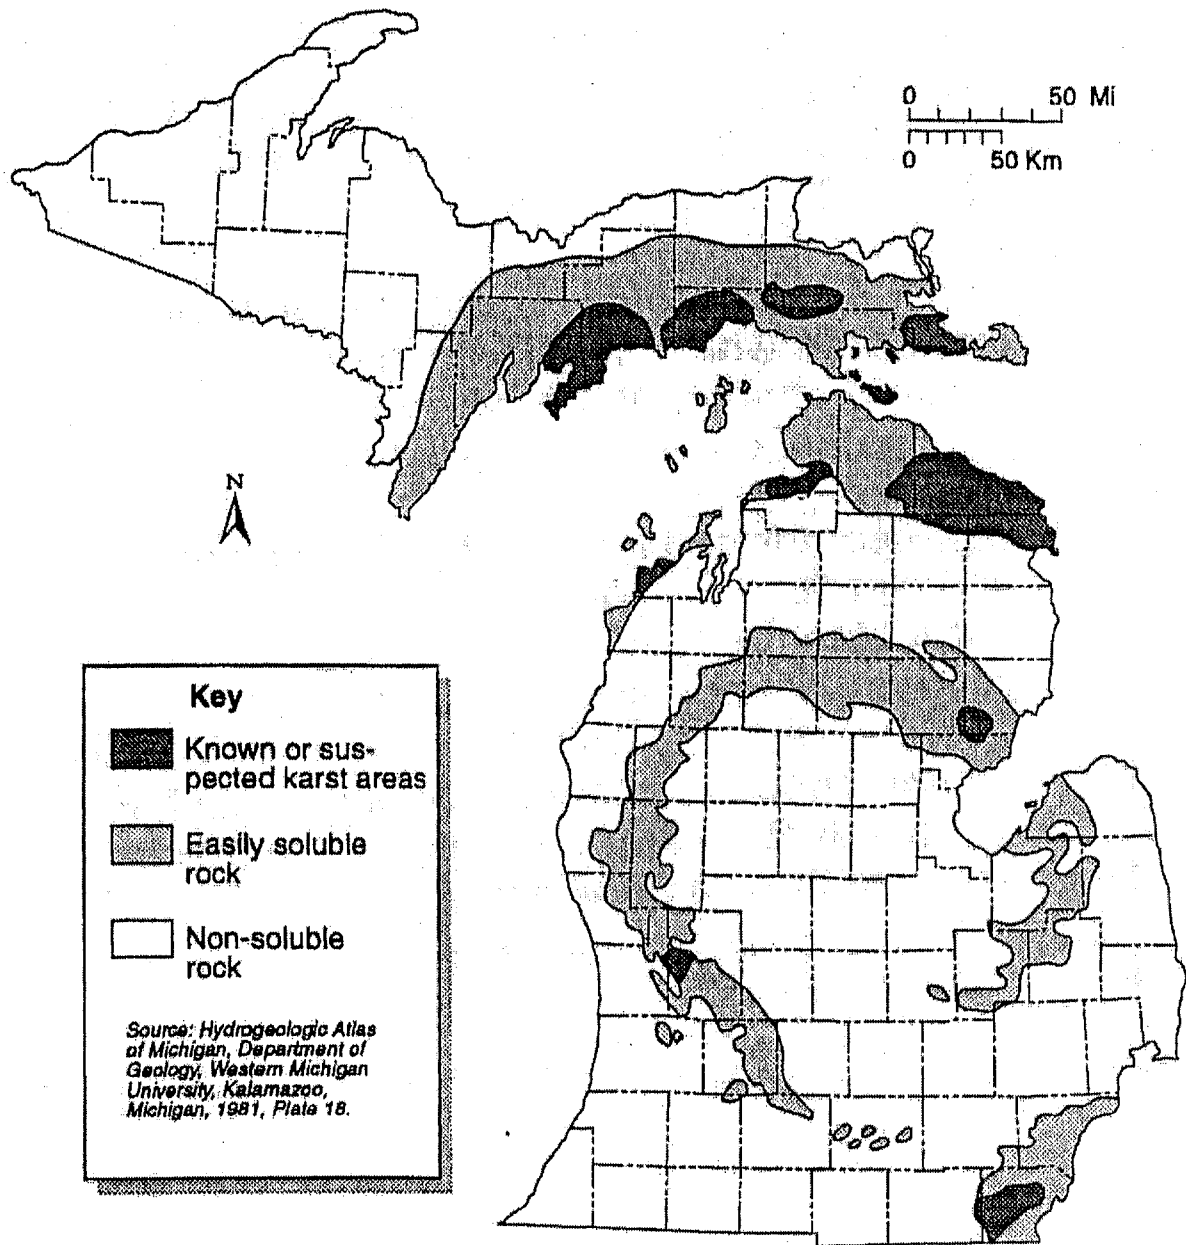 0 50 Mi
0 50 Km
N
Key
Known or sus-
pected karst areas
Easily soluble
rock
Non-soluble
rock
Source: Hydrogeologic Atlas
of Michigan, Department of
Geology, Western Michigan
University, Kalamazoo,
Michigan, 1981, Plate 18.